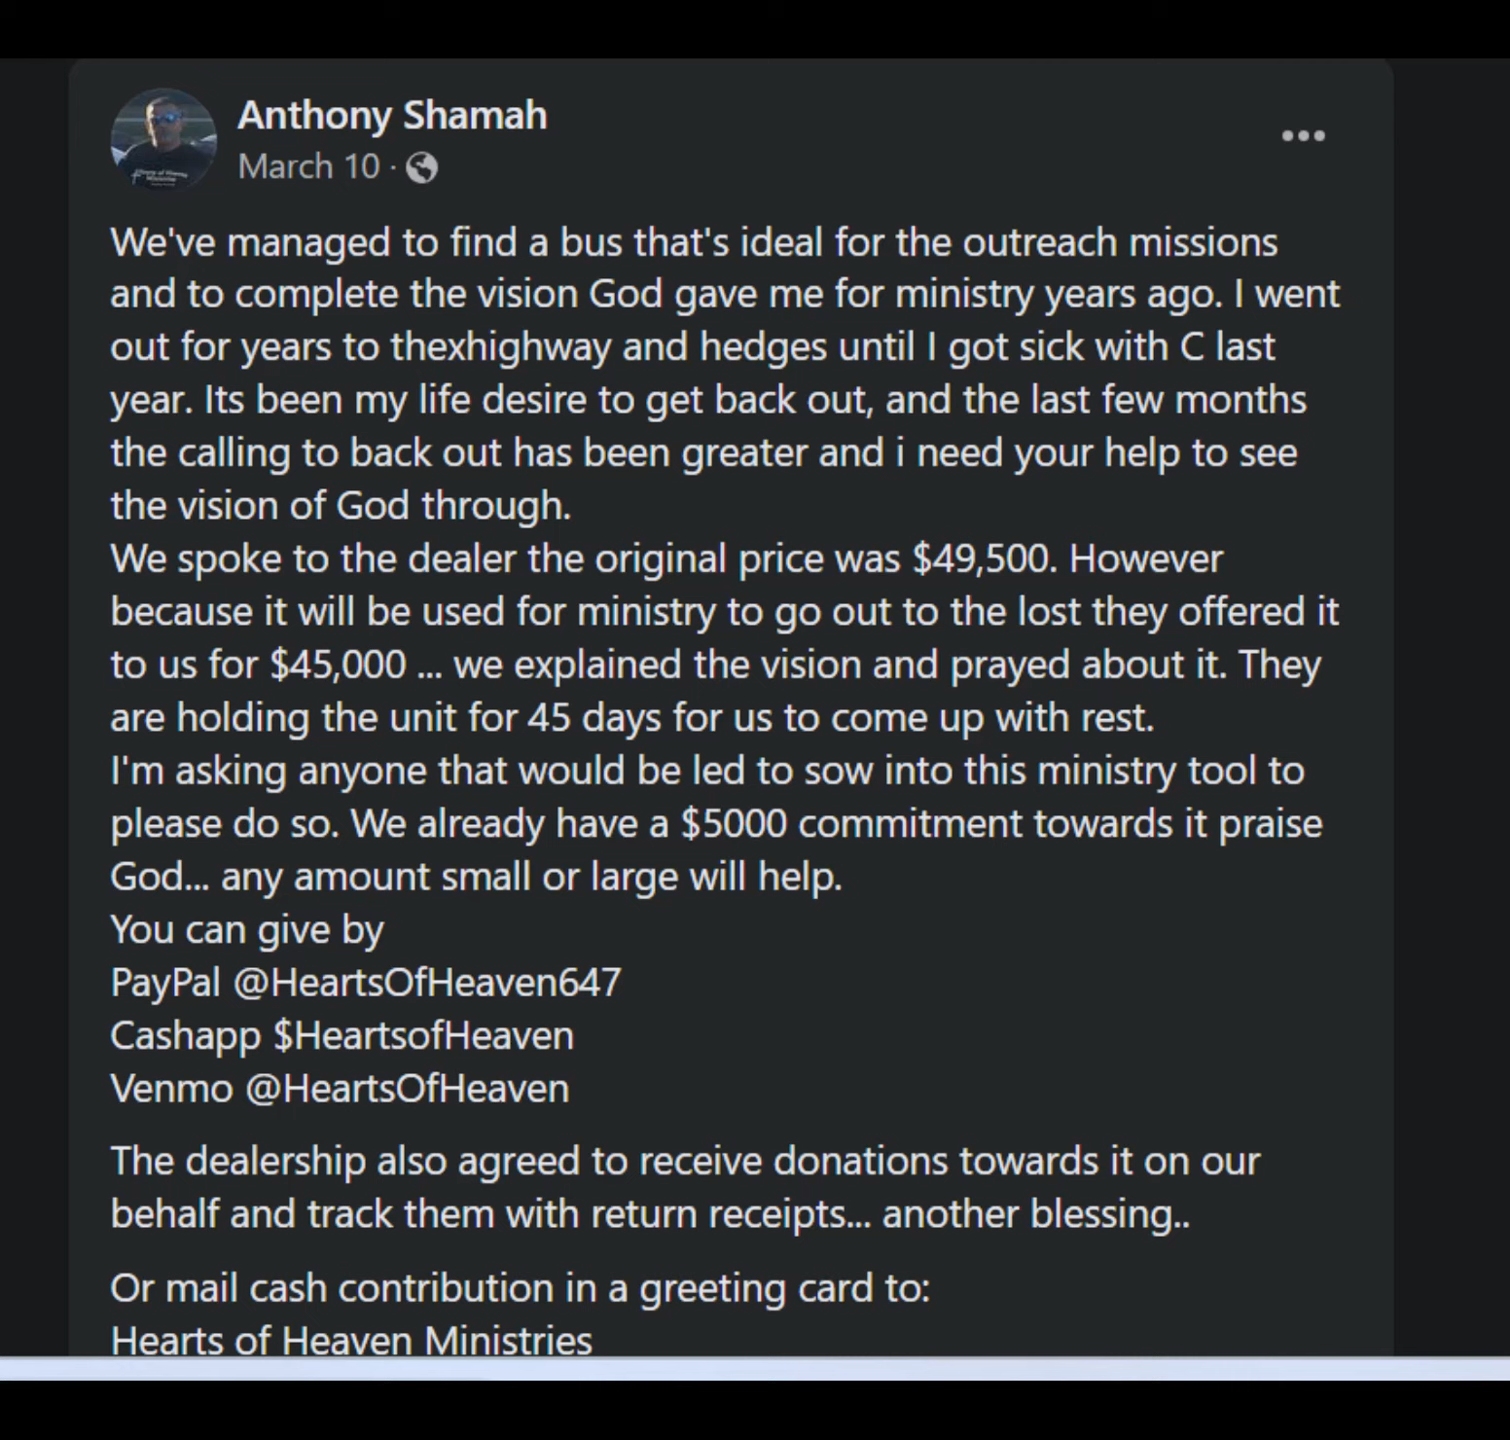 Anthony Shamah
March 10 ·
We've managed to find a bus that's ideal for the outreach missions
and to complete the vision God gave me for ministry years ago. I went
out for years to thexhighway and hedges until I got sick with C last
year. Its been my life desire to get back out, and the last few months
the calling to back out has been greater and i need your help to see
the vision of God through.
We spoke to the dealer the original price was $49,500. However
because it will be used for ministry to go out to the lost they offered it
to us for $45,000 ... we explained the vision and prayed about it. They
are holding the unit for 45 days for us to come up with rest.
I'm asking anyone that would be led to sow into this ministry tool to
please do so. We already have a $5000 commitment towards it praise
God... any amount small or large will help.
You can give by
PayPal @HeartsOfHeaven647
Cashapp $HeartsofHeaven
Venmo @HeartsOfHeaven
The dealership also agreed to receive donations towards it on our
behalf and track them with return receipts... another blessing..
Or mail cash contribution in a greeting card to:
Hearts of Heaven Ministries